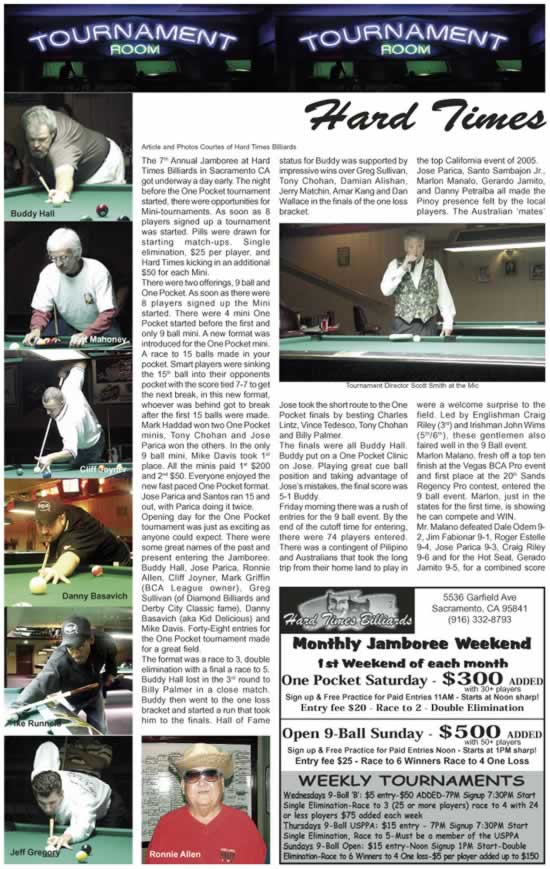 TOURNAMENT
ROOM
TOURNAMENT
ROOM
Hard Times
Article and Photos Courtes of Hard Times Billiards
Buddy Hall
Mahoney
Cliff Joyner
Danny Basavich
Mike Runnels
Jeff Gregory
The 7th Annual Jamboree at Hard
Times Billiards in Sacramento CA
got underway a day early. The night
before the One Pocket tournament
started, there were opportunities for
Mini-tournaments. As soon as 8
players signed up a tournament
was started. Pills were drawn for
starting match-ups. Single
elimination, $25 per player, and
Hard Times kicking in an additional
$50 for each Mini.
There were two offerings, 9 ball and
One Pocket. As soon as there were
8 players signed up the Mini
started. There were 4 mini One
Pocket started before the first and
only 9 ball mini. A new format was
introduced for the One Pocket mini.
A race to 15 balls made in your
pocket. Smart players were sinking
the 15th ball into their opponents
pocket with the score tied 7-7 to get
the next break, in this new format,
whoever was behind got to break
after the first 15 balls were made.
Mark Haddad won two One Pocket
minis, Tony Chohan and Jose
Parica won the others. In the only
9 ball mini, Mike Davis took 1st
place. All the minis paid 1st $200
and 2nd $50. Everyone enjoyed the
new fast paced One Pocket format.
Jose Parica and Santos ran 15 and
out, with Parica doing it twice.
Opening day for the One Pocket
tournament was just as exciting as
anyone could expect. There were
some great names of the past and
present entering the Jamboree.
Buddy Hall, Jose Parica, Ronnie
Allen, Cliff Joyner, Mark Griffin
(BCA League owner), Greg
Sullivan (of Diamond Billiards and
Derby City Classic fame), Danny
Basavich (aka Kid Delicious) and
Mike Davis. Forty-Eight entries for
the One Pocket tournament made
for a great field.
The format was a race to 3, double
elimination with a final a race to 5.
Buddy Hall lost in the 3rd round to
Billy Palmer in a close match.
Buddy then went to the one loss
bracket and started a run that took
him to the finals. Hall of Fame
Ronnie Allen
status for Buddy was supported by
impressive wins over Greg Sullivan,
Tony Chohan, Damian Alishan,
Jerry Matchin, Amar Kang and Dan
Wallace in the finals of the one loss
bracket.
the top California event of 2005.
Jose Parica, Santo Sambajon Jr.,
Marlon Manalo, Gerardo Jamito,
and Danny Petralba all made the
Pinoy presence felt by the local
players. The Australian 'mates'
Tournament Director Scott Smith at the Mic
Jose took the short route to the One
Pocket finals by besting Charles
Lintz, Vince Tedesco, Tony Chohan
and Billy Palmer.
The finals were all Buddy Hall.
Buddy put on a One Pocket Clinic
on Jose. Playing great cue ball
position and taking advantage of
Jose's mistakes, the final score was
5-1 Buddy.
Friday morning there was a rush of
entries for the 9 ball event. By the
end of the cutoff time for entering,
there were 74 players entered.
There was a contingent of Pilipino
and Australians that took the long
trip from their home land to play in
were a welcome surprise to the
field. Led by Englishman Craig
Riley (3rd) and Irishman John Wims
(5th/6th), these gentlemen also
faired well in the 9 Ball event.
Marlon Malano, fresh off a top ten
finish at the Vegas BCA Pro event
and first place at the 20th Sands
Regency Pro contest, entered the
9 ball event. Marlon, just in the
states for the first time, is showing
he can compete and WIN.
Mr. Malano defeated Dale Odem 9-
2, Jim Fabionar 9-1, Roger Estelle
9-4, Jose Parica 9-3, Craig Riley
9-6 and for the Hot Seat, Gerado
Jamito 9-5, for a combined score
Hard Times Billiards
5536 Garfield Ave
Sacramento, CA 95841
(916) 332-8793
Monthly Jamboree Weekend
1st Weekend of each month
One Pocket Saturday - $300 ADDED
with 30+ players
Sign up & Free Practice for Paid Entries 11AM - Starts at Noon sharp!
Entry fee $20 - Race to 2 - Double Elimination
Open 9-Ball Sunday - $500 ADDED
with 50+ players
Sign up & Free Practice for Paid Entries Noon - Starts at 1PM sharp!
Entry fee $25 - Race to 6 Winners Race to 4 One Loss
WEEKLY TOURNAMENTS
Wednesdays 9-Ball 'B': $5 entry-$50 ADDED-7PM Signup 7:30PM Start
Single Elimination-Race to 3 (25 or more players) race to 4 with 24
or less players $75 added each week
Thursdays 9-Ball USPPA: $15 entry - 7PM Signup 7:30PM Start
Single Elimination, Race to 5-Must be a member of the USPPA
Sundays 9-Ball Open: $15 entry-Noon Signup 1PM Start-Double
Elimination-Race to 6 Winners to 4 One loss-$5 per player added up to $150